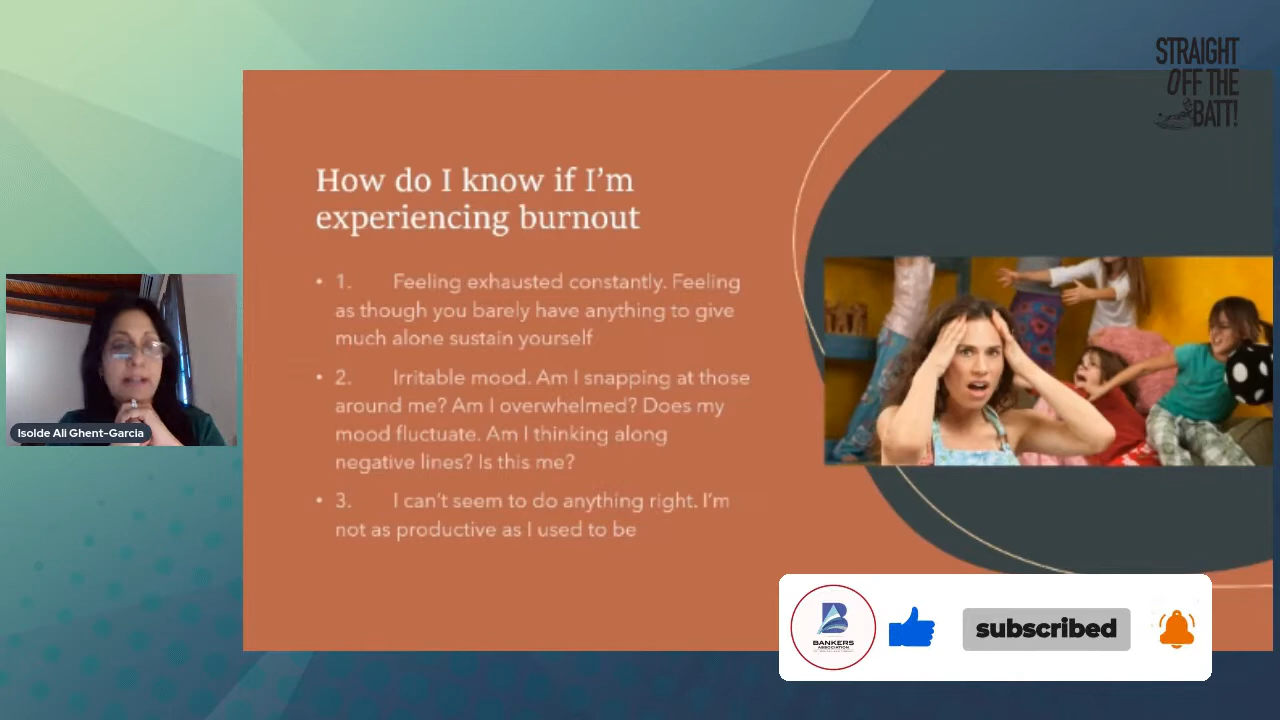 STRAIGHT
OFF THE
BATT!
How do I know if I’m
experiencing burnout
• 1. Feeling exhausted constantly. Feeling
as though you barely have anything to give
much alone sustain yourself
• 2. Irritable mood. Am I snapping at those
around me? Am I overwhelmed? Does my
mood fluctuate. Am I thinking along
negative lines? Is this me?
• 3. I can’t seem to do anything right. I’m
not as productive as I used to be
Isolde Ali Ghent-Garcia
BANKERS
ASSOCIATION
subscribed